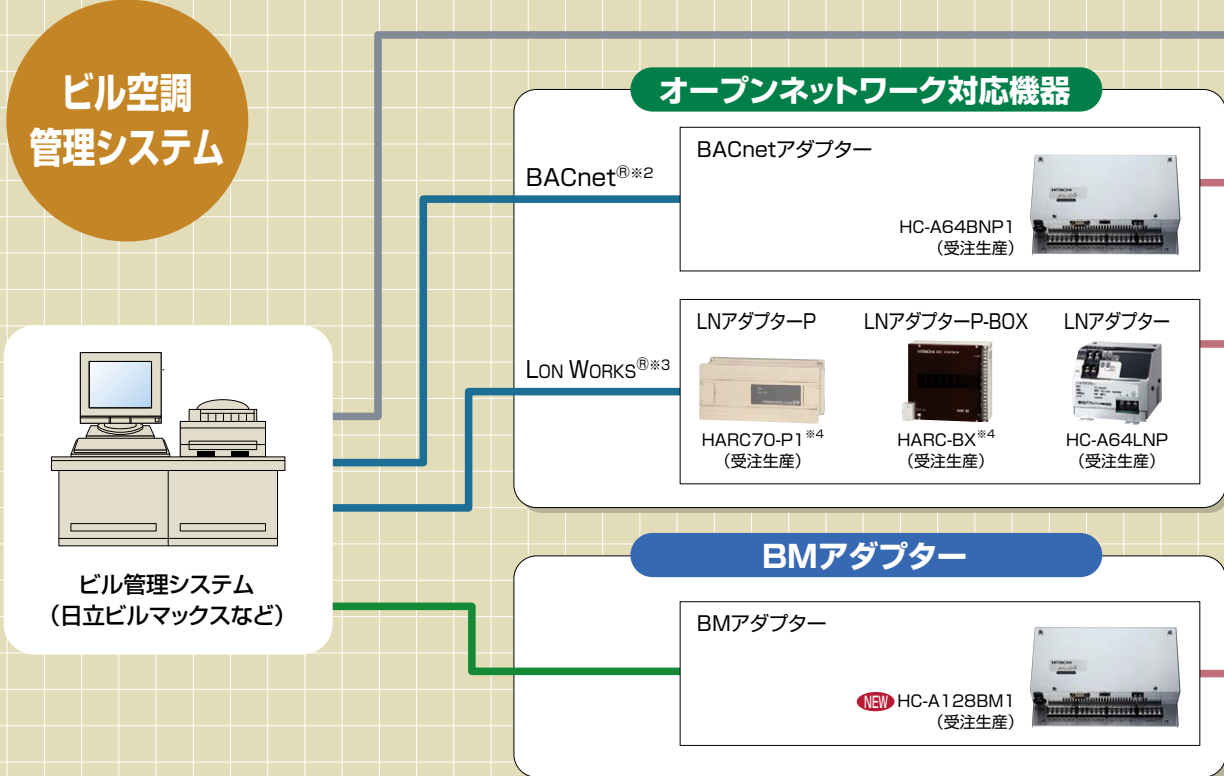 ビル空調
管理システム
オープンネットワーク対応機器
BACnet®※2
BACnetアダプター
HC-A64BNP1
（受注生産）
LON WORKS®※3
LNアダプターP
HARC70-P1※4
（受注生産）
LNアダプターP-BOX
HARC-BX※4
（受注生産）
LNアダプター
HC-A64LNP
（受注生産）
ビル管理システム
（日立ビルマックスなど）
BMアダプター
BMアダプター
NEW HC-A128BM1
（受注生産）